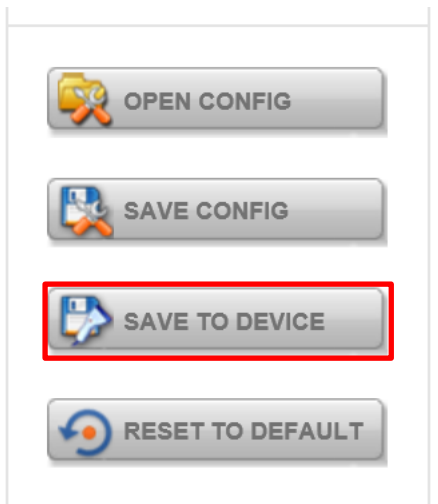 OPEN CONFIG
SAVE CONFIG
SAVE TO DEVICE
RESET TO DEFAULT